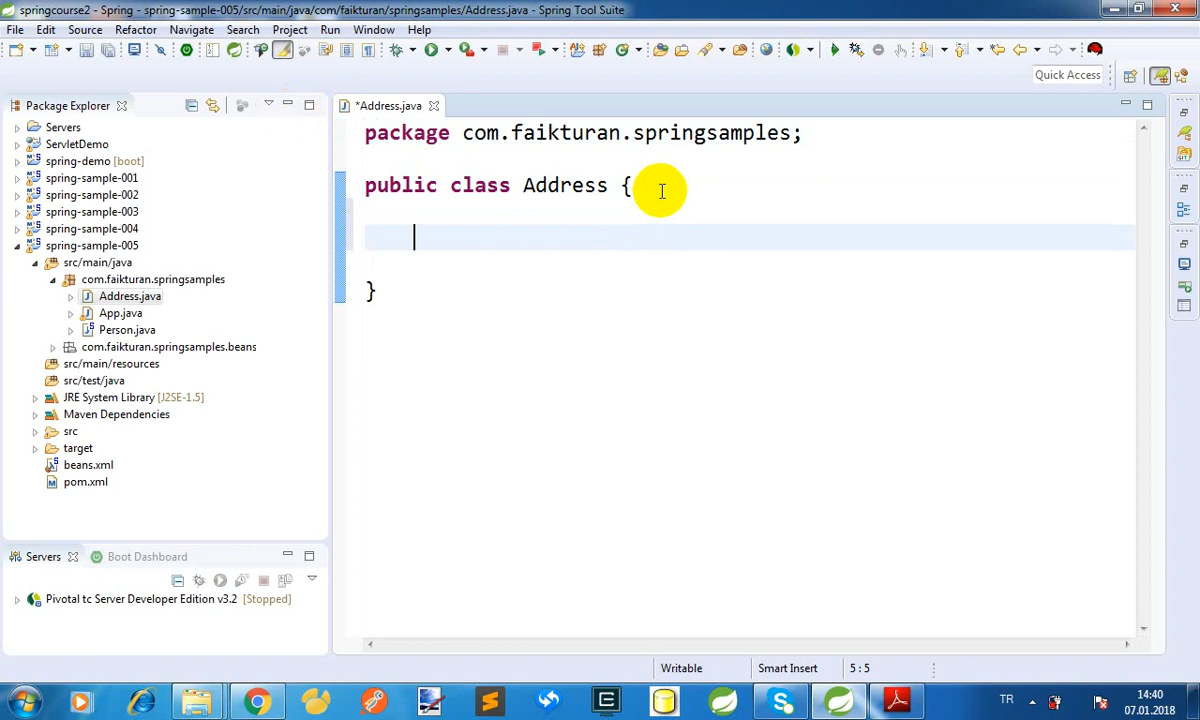 springcourse2 - Spring - spring-sample-005/src/main/java/com/faikturan/springsamples/Address.java - Spring Tool Suite
File Edit Source Refactor Navigate Search Project Run Window Help
Quick Access
Package Explorer
*Address.java
Servers
ServletDemo
spring-demo [boot]
spring-sample-001
spring-sample-002
spring-sample-003
spring-sample-004
spring-sample-005
src/main/java
com.faikturan.springsamples
Address.java
App.java
Person.java
com.faikturan.springsamples.beans
src/main/resources
src/test/java
JRE System Library [J2SE-1.5]
Maven Dependencies
src
target
beans.xml
pom.xml
package com.faikturan.springsamples;
public class Address {
}
Servers
Boot Dashboard
Pivotal tc Server Developer Edition v3.2 [Stopped]
Writable
Smart Insert
5 : 5
TR
14:40
07.01.2018